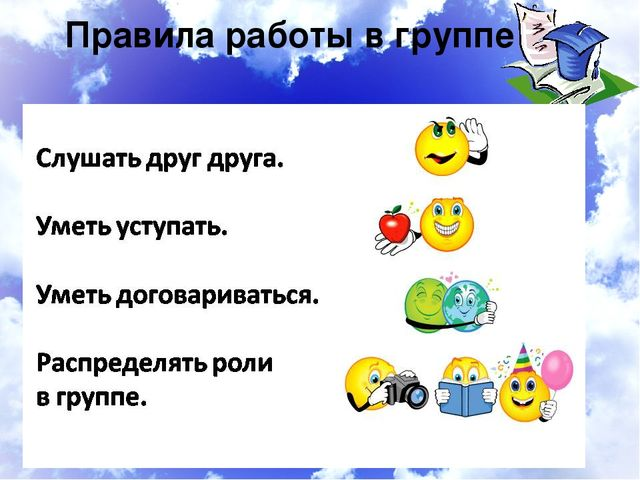 Правила работы в группе
Слушать друг друга.
Уметь уступать.
Уметь договариваться.
Распределять роли
в группе.